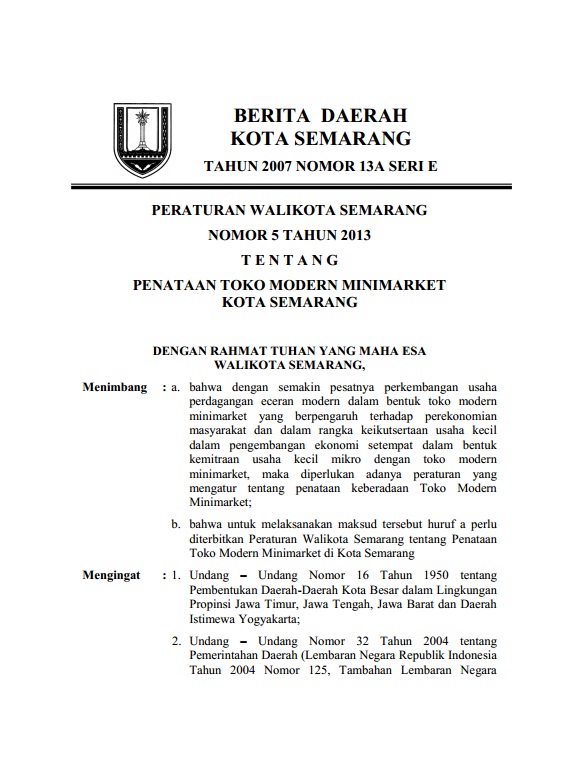 BERITA DAERAH
KOTA SEMARANG
TAHUN 2007 NOMOR 13A SERI E
PERATURAN WALIKOTA SEMARANG
NOMOR 5 TAHUN 2013
T E N T A N G
PENATAAN TOKO MODERN MINIMARKET
KOTA SEMARANG
DENGAN RAHMAT TUHAN YANG MAHA ESA
WALIKOTA SEMARANG,
Menimbang : a. bahwa dengan semakin pesatnya perkembangan usaha
perdagangan eceran modern dalam bentuk toko modern
minimarket yang berpengaruh terhadap perekonomian
masyarakat dan dalam rangka keikutsertaan usaha kecil
dalam pengembangan ekonomi setempat dalam bentuk
kemitraan usaha kecil mikro dengan toko modern
minimarket, maka diperlukan adanya peraturan yang
mengatur tentang penataan keberadaan Toko Modern
Minimarket;
b. bahwa untuk melaksanakan maksud tersebut huruf a perlu
diterbitkan Peraturan Walikota Semarang tentang Penataan
Toko Modern Minimarket di Kota Semarang
Mengingat : 1. Undang – Undang Nomor 16 Tahun 1950 tentang
Pembentukan Daerah-Daerah Kota Besar dalam Lingkungan
Propinsi Jawa Timur, Jawa Tengah, Jawa Barat dan Daerah
Istimewa Yogyakarta;
2. Undang – Undang Nomor 32 Tahun 2004 tentang
Pemerintahan Daerah (Lembaran Negara Republik Indonesia
Tahun 2004 Nomor 125, Tambahan Lembaran Negara